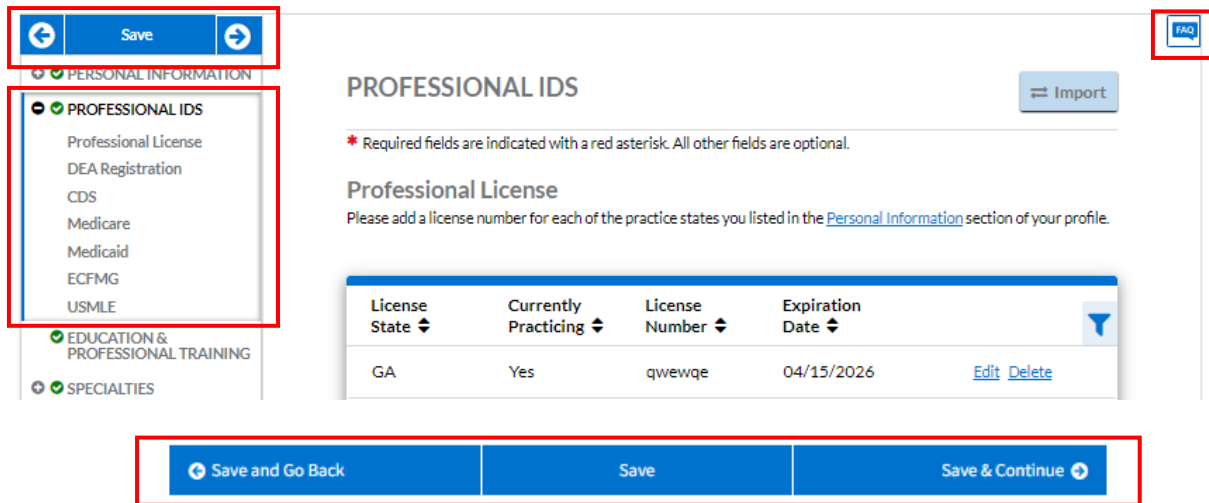 Save
FAQ
PERSONAL INFORMATION
PROFESSIONAL IDS
Professional License
DEA Registration
CDS
Medicare
Medicaid
ECFMG
USMLE
EDUCATION &
PROFESSIONAL TRAINING
SPECIALTIES
PROFESSIONAL IDS
Import
* Required fields are indicated with a red asterisk. All other fields are optional.
Professional License
Please add a license number for each of the practice states you listed in the Personal Information section of your profile.
License State Currently Practicing License Number Expiration Date
GA Yes qwewqe 04/15/2026 Edit Delete
Save and Go Back Save Save & Continue